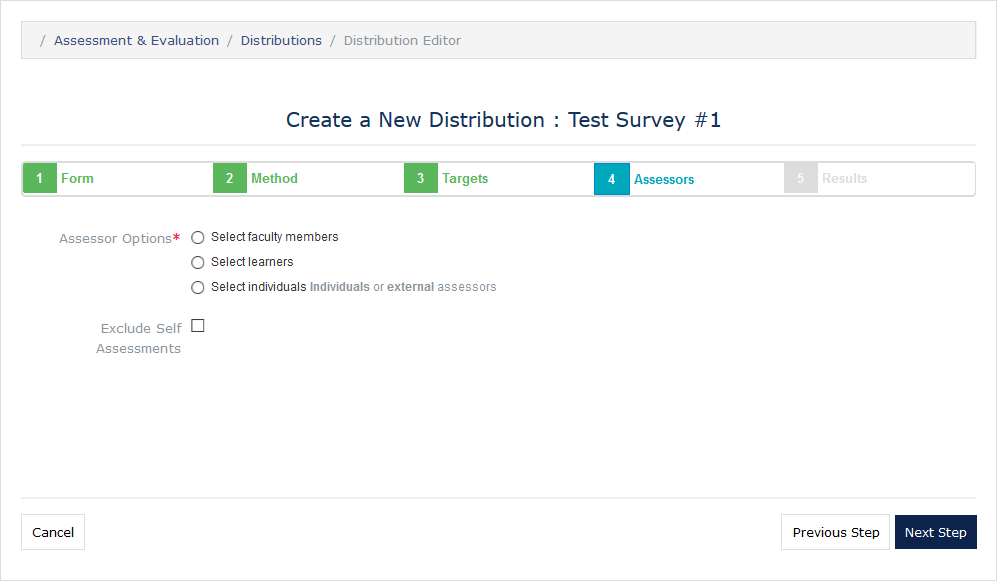 / Assessment & Evaluation / Distributions / Distribution Editor
Create a New Distribution : Test Survey #1
1 Form 2 Method 3 Targets 4 Assessors 5 Results
Assessor Options* Select faculty members
Select learners
Select individuals Individuals or external assessors
Exclude Self
Assessments
Cancel Previous Step Next Step